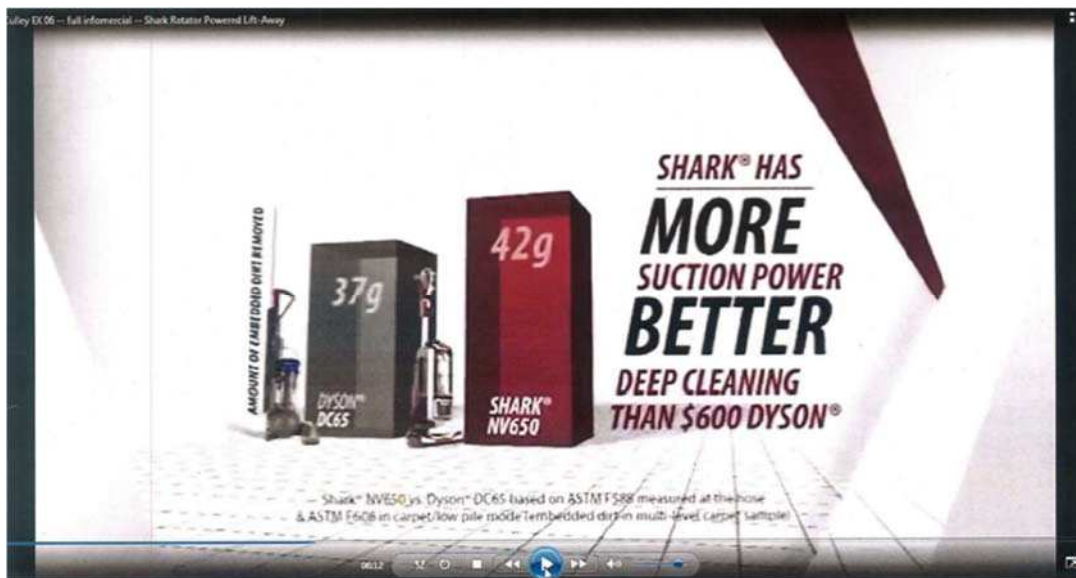 Culley EX 06 -- full infomercial -- Shark Rotator Powered Lift-Away
AMOUNT OF EMBEDDED DIRT REMOVED
37g
DYSON™
DC65
42g
SHARK®
NV650
SHARK® HAS
MORE
SUCTION POWER
BETTER
DEEP CLEANING
THAN $600 DYSON®
Shark® NV650 vs. Dyson® DC65 based on ASTM F588 measured at the hose
& ASTM F608 in carpet/low pile mode (embedded dirt in multi-level carpet sample)
06:12